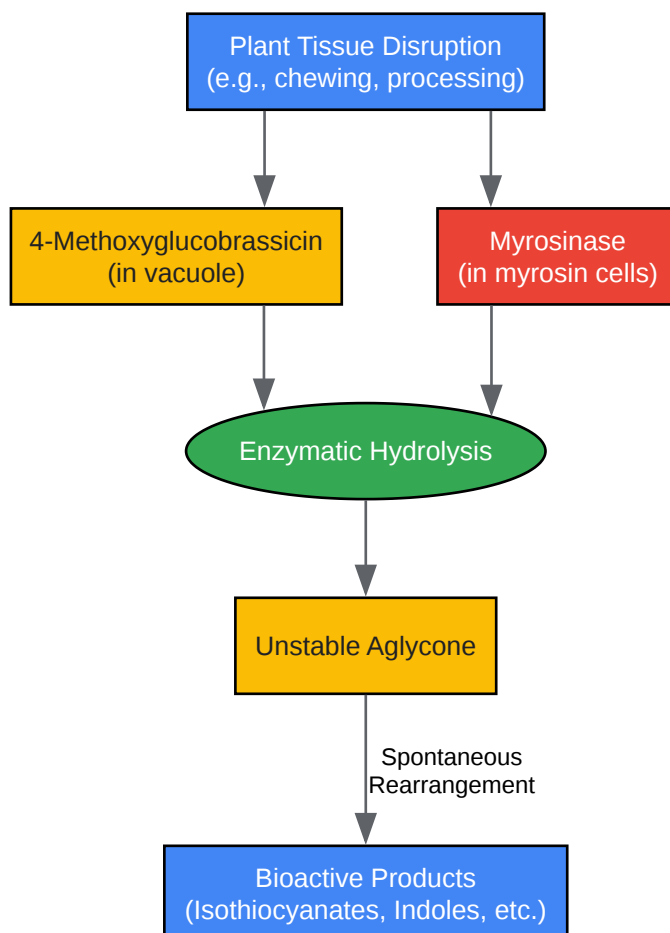 Plant Tissue Disruption
(e.g., chewing, processing)
4-Methoxyglucobrassicin
(in vacuole)
Myrosinase
(in myrosin cells)
Enzymatic Hydrolysis
Unstable Aglycone
Spontaneous
Rearrangement
Bioactive Products
(Isothiocyanates, Indoles, etc.)